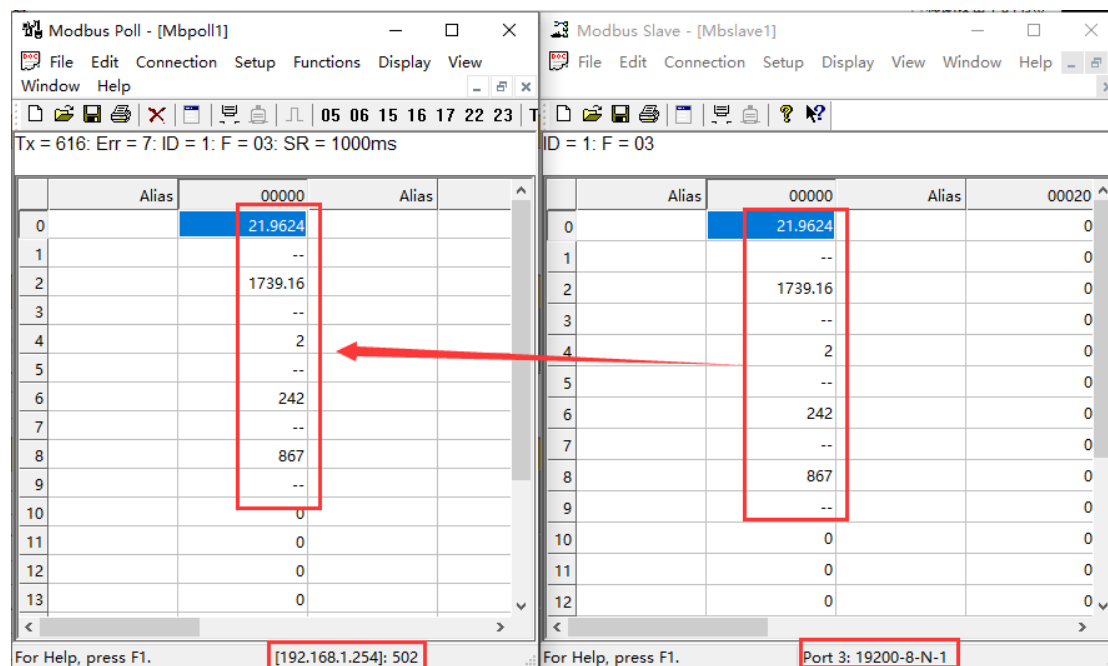 Modbus Poll - [Mbpoll1]
File Edit Connection Setup Functions Display View
Window Help
05 06 15 16 17 22 23
Tx = 616: Err = 7: ID = 1: F = 03: SR = 1000ms
Alias 00000 Alias
0 21.9624
1 --
2 1739.16
3 --
4 2
5 --
6 242
7 --
8 867
9 --
10 0
11 0
12 0
13 0
For Help, press F1. [192.168.1.254]: 502
Modbus Slave - [Mbslave1]
File Edit Connection Setup Display View Window Help
ID = 1: F = 03
Alias 00000 Alias 00020
0 21.9624 0
1 -- 0
2 1739.16 0
3 -- 0
4 2 0
5 -- 0
6 242 0
7 -- 0
8 867 0
9 -- 0
10 0 0
11 0 0
12 0 0
For Help, press F1. Port 3: 19200-8-N-1